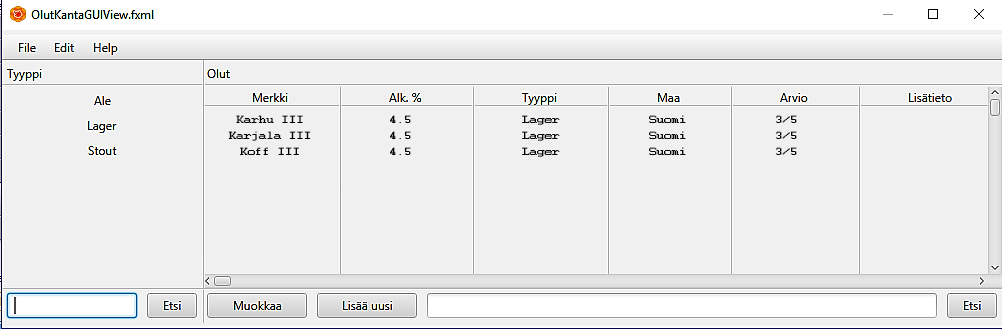 OlutKantaGUIView.fxml
File Edit Help
Tyyppi Olut
Merkki Alk. % Tyyppi Maa Arvio Lisätieto
Ale
Lager
Stout
Karhu III 4.5 Lager Suomi 3/5
Karjala III 4.5 Lager Suomi 3/5
Koff III 4.5 Lager Suomi 3/5
Etsi Muokkaa Lisää uusi Etsi